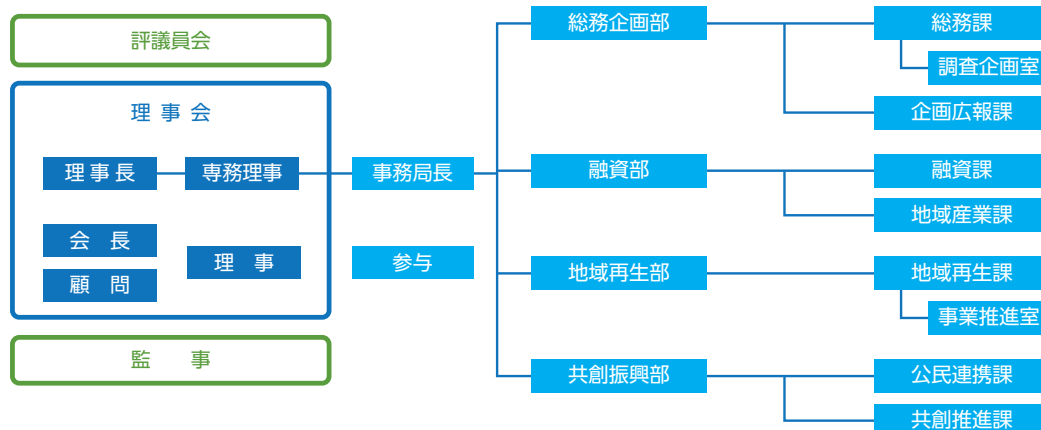 評議員会
理事会
理事長
専務理事
会長
顧問
理事
監事
事務局長
参与
総務企画部
総務課
調査企画室
企画広報課
融資部
融資課
地域産業課
地域再生部
地域再生課
事業推進室
共創振興部
公民連携課
共創推進課